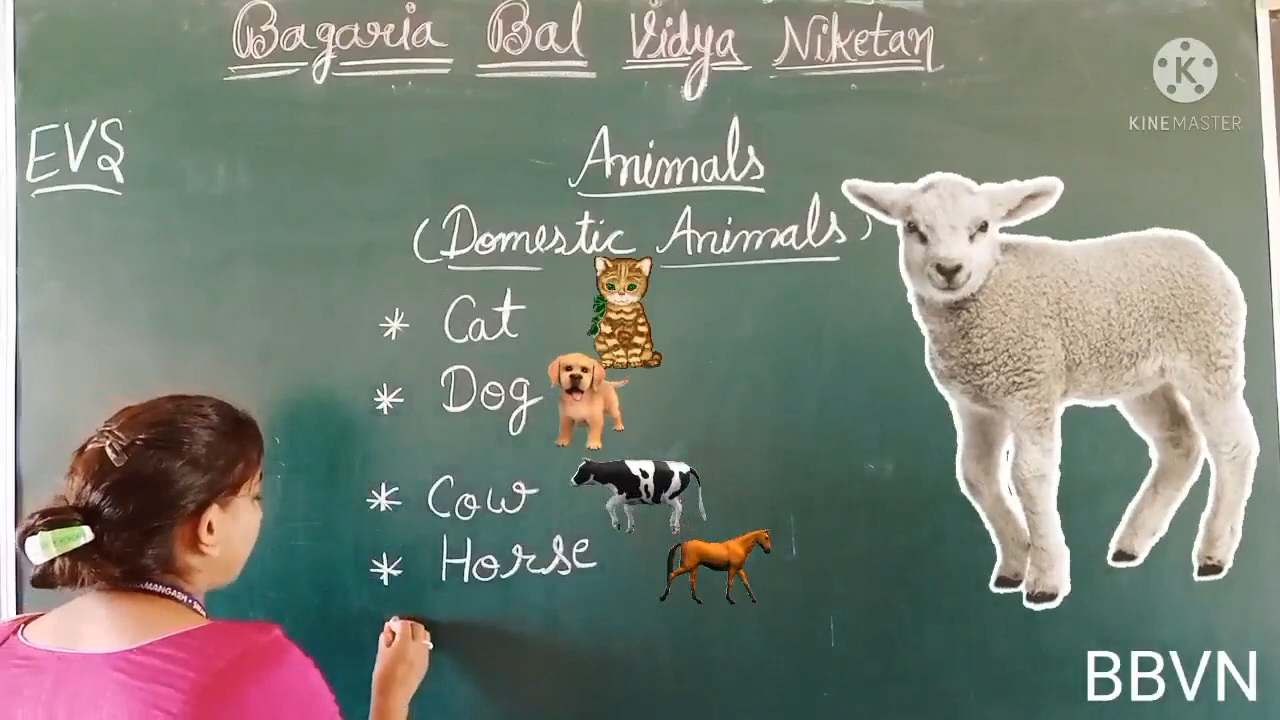 Bagaria Bal Vidya Niketan
KINEMASTER
EVS
Animals
(Domestic Animals)
* Cat
* Dog
* Cow
* Horse
BBVN